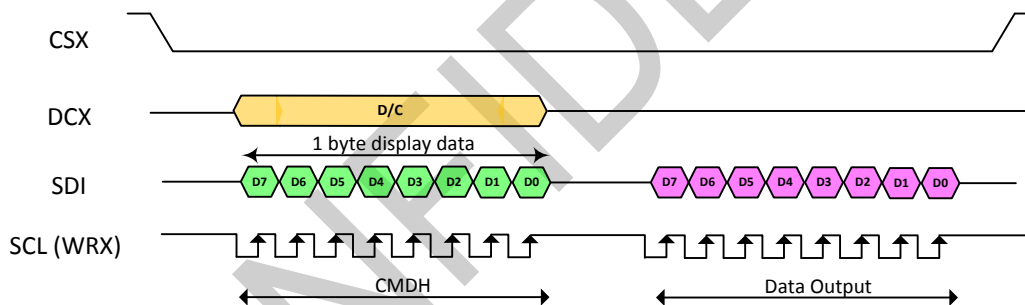 CSX
DCX
D/C
1 byte display data
SDI
D7 D6 D5 D4 D3 D2 D1 D0
D7 D6 D5 D4 D3 D2 D1 D0
SCL (WRX)
CMDH
Data Output